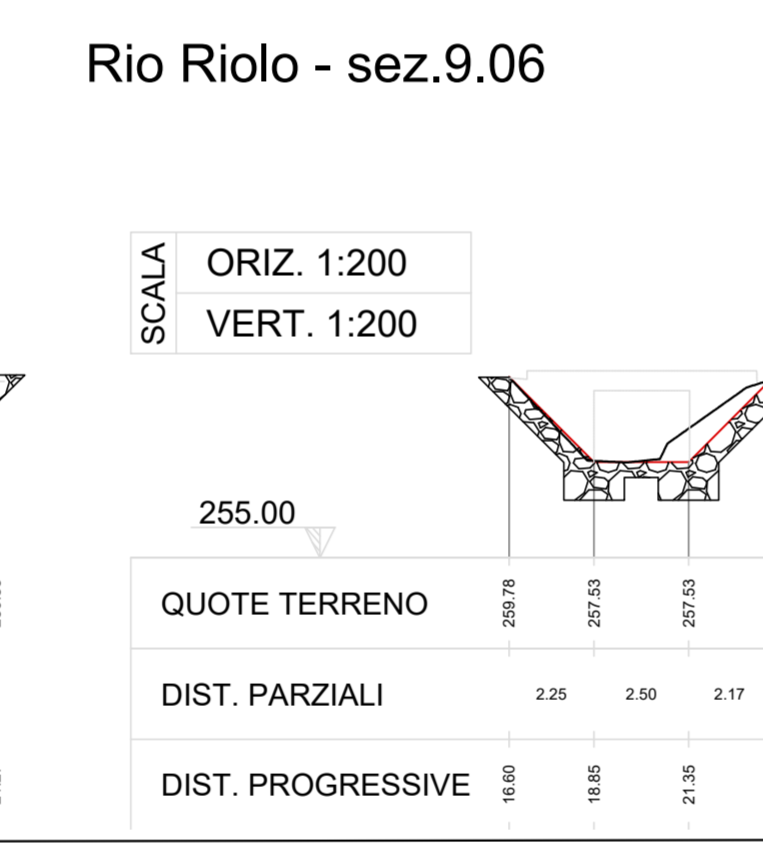 Rio Riolo - sez.9.06
SCALA
ORIZ. 1:200
VERT. 1:200
255.00
QUOTE TERRENO 259.78 257.53 257.53
DIST. PARZIALI 2.25 2.50 2.17
DIST. PROGRESSIVE 16.60 18.85 21.35